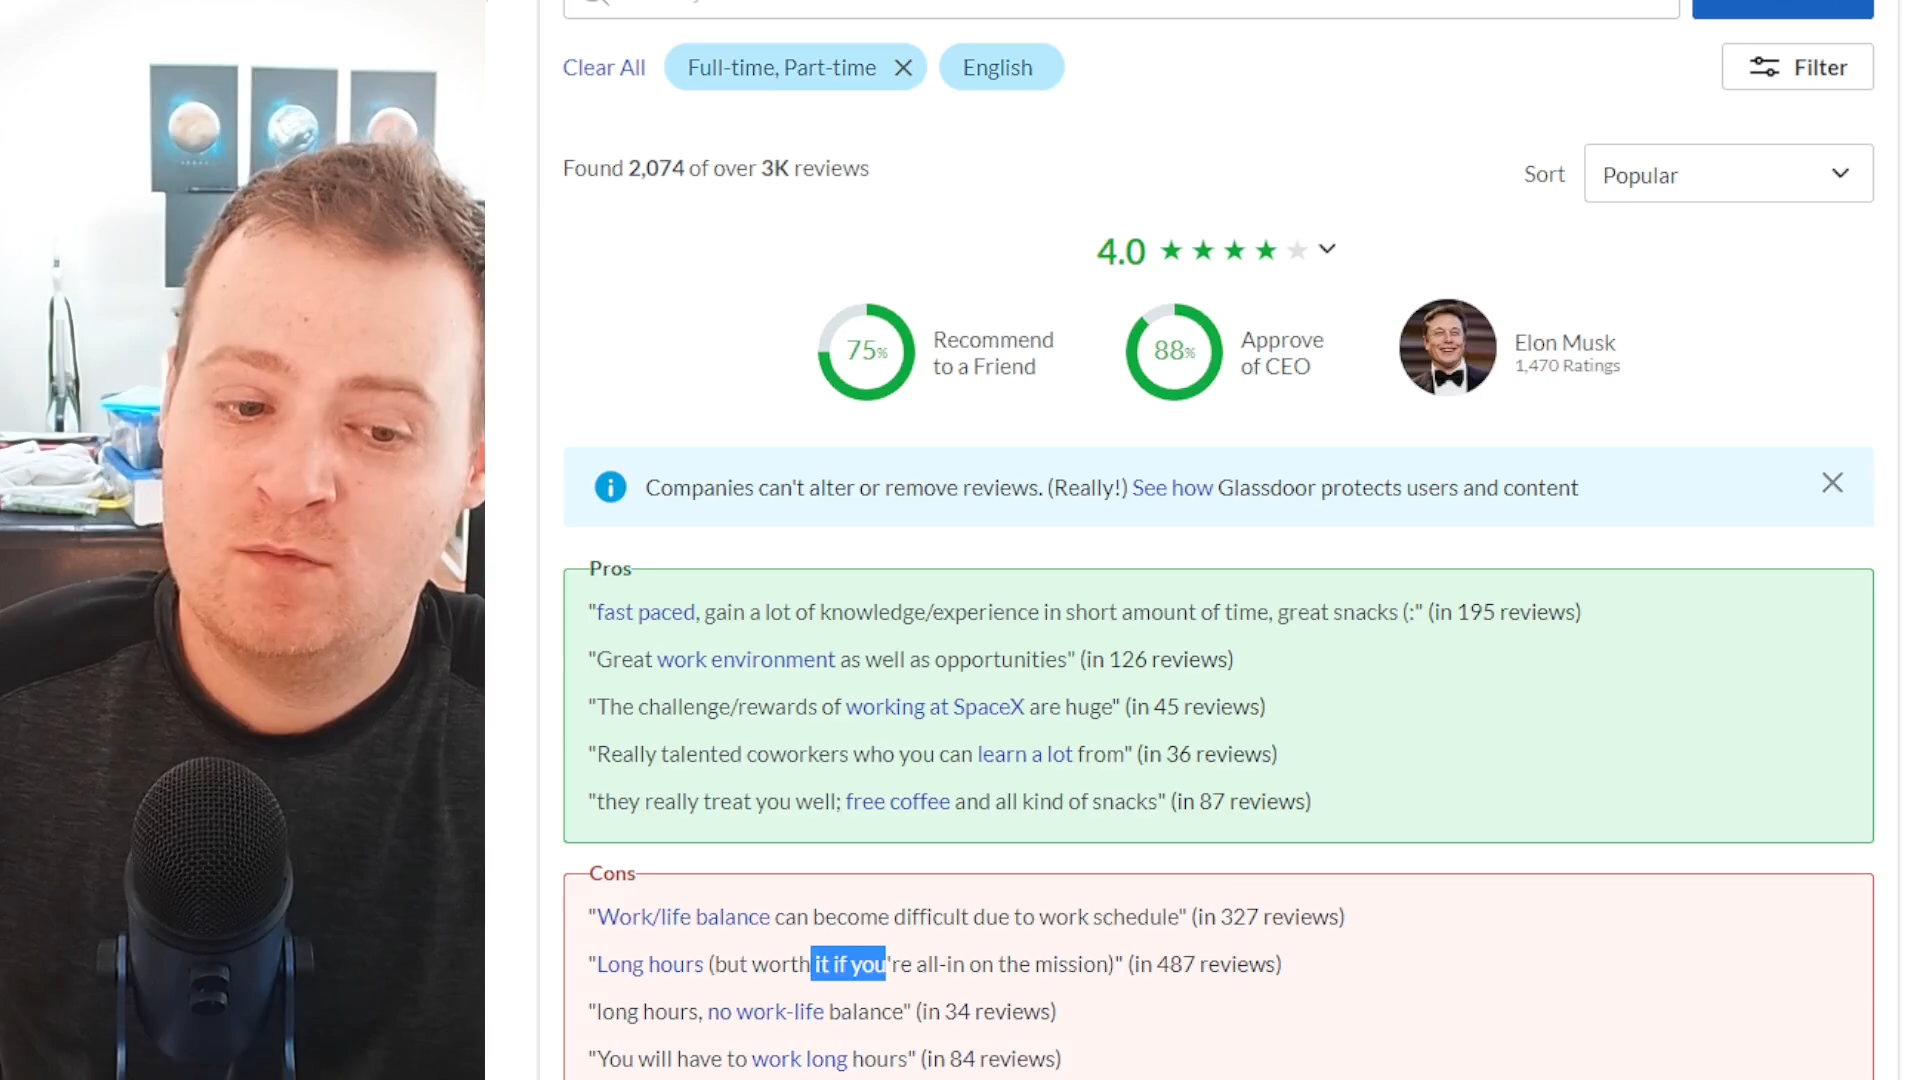 Clear All
Full-time, Part-time
English
Filter
Found 2,074 of over 3K reviews
Sort
Popular
4.0
75%
Recommend
to a Friend
88%
Approve
of CEO
Elon Musk
1,470 Ratings
Companies can't alter or remove reviews. (Really!) See how Glassdoor protects users and content
Pros
"fast paced, gain a lot of knowledge/experience in short amount of time, great snacks (:" (in 195 reviews)
"Great work environment as well as opportunities" (in 126 reviews)
"The challenge/rewards of working at SpaceX are huge" (in 45 reviews)
"Really talented coworkers who you can learn a lot from" (in 36 reviews)
"they really treat you well; free coffee and all kind of snacks" (in 87 reviews)
Cons
"Work/life balance can become difficult due to work schedule" (in 327 reviews)
"Long hours (but worth it if you're all-in on the mission)" (in 487 reviews)
"long hours, no work-life balance" (in 34 reviews)
"You will have to work long hours" (in 84 reviews)